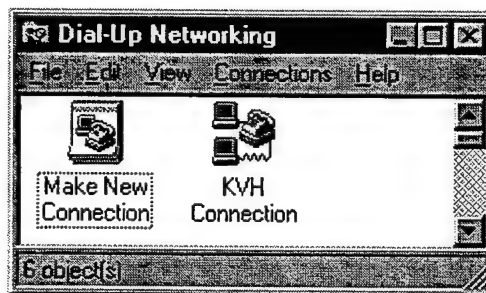 Dial-Up Networking
File Edit View Connections Help
Make New
Connection
KVH
Connection
6 object(s)